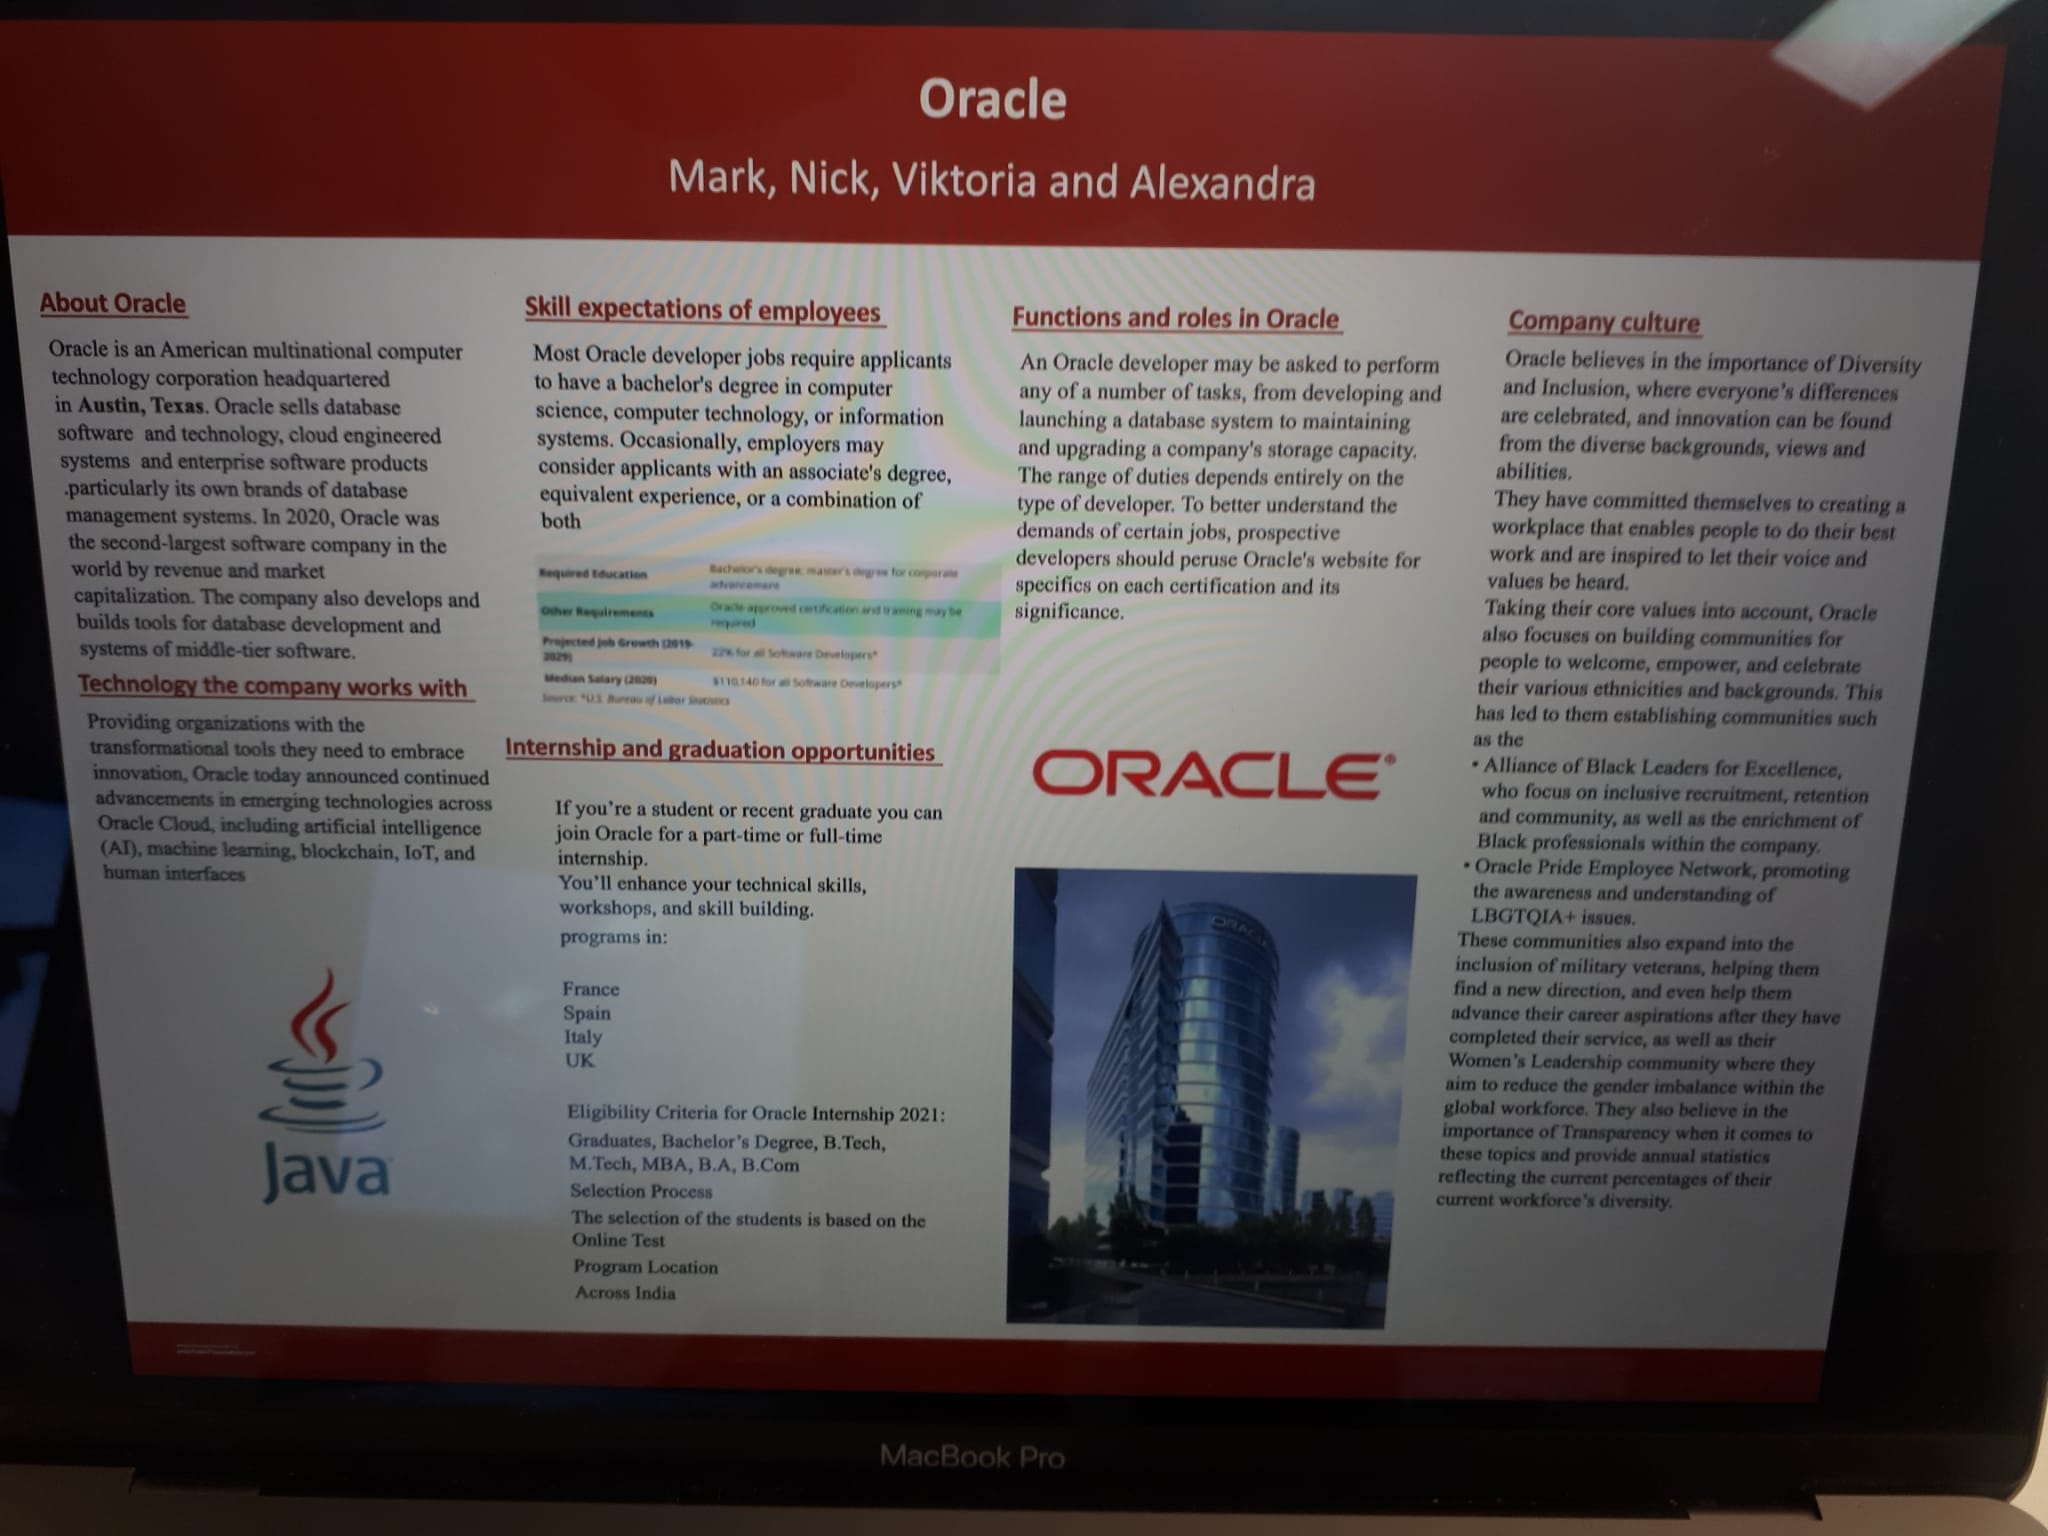 Oracle
Mark, Nick, Viktoria and Alexandra
About Oracle
Oracle is an American multinational computer
technology corporation headquartered
in Austin, Texas. Oracle sells database
software and technology, cloud engineered
systems and enterprise software products
.particularly its own brands of database
management systems. In 2020, Oracle was
the second-largest software company in the
world by revenue and market
capitalization. The company also develops and
builds tools for database development and
systems of middle-tier software.
Technology the company works with
Providing organizations with the
transformational tools they need to embrace
innovation, Oracle today announced continued
advancements in emerging technologies across
Oracle Cloud, including artificial intelligence
(AI), machine learning, blockchain, IoT, and
human interfaces
Java
Skill expectations of employees
Most Oracle developer jobs require applicants
to have a bachelor's degree in computer
science, computer technology, or information
systems. Occasionally, employers may
consider applicants with an associate's degree,
equivalent experience, or a combination of
both
Required Education
Bachelor's degree; master's degree for corporate
advancement
Other Requirements
Oracle-approved certification and training may be
required
Projected Job Growth (2019-
2029)
22% for all Software Developers*
Median Salary (2020)
$110,140 for all Software Developers*
Source: *U.S. Bureau of Labor Statistics
Internship and graduation opportunities
If you're a student or recent graduate you can
join Oracle for a part-time or full-time
internship.
You'll enhance your technical skills,
workshops, and skill building.
programs in:
France
Spain
Italy
UK
Eligibility Criteria for Oracle Internship 2021:
Graduates, Bachelor's Degree, B.Tech,
M.Tech, MBA, B.A, B.Com
Selection Process
The selection of the students is based on the
Online Test
Program Location
Across India
Functions and roles in Oracle
An Oracle developer may be asked to perform
any of a number of tasks, from developing and
launching a database system to maintaining
and upgrading a company's storage capacity.
The range of duties depends entirely on the
type of developer. To better understand the
demands of certain jobs, prospective
developers should peruse Oracle's website for
specifics on each certification and its
significance.
ORACLE®
ORACLE
Company culture
Oracle believes in the importance of Diversity
and Inclusion, where everyone's differences
are celebrated, and innovation can be found
from the diverse backgrounds, views and
abilities.
They have committed themselves to creating a
workplace that enables people to do their best
work and are inspired to let their voice and
values be heard.
Taking their core values into account, Oracle
also focuses on building communities for
people to welcome, empower, and celebrate
their various ethnicities and backgrounds. This
has led to them establishing communities such
as the
• Alliance of Black Leaders for Excellence,
who focus on inclusive recruitment, retention
and community, as well as the enrichment of
Black professionals within the company.
• Oracle Pride Employee Network, promoting
the awareness and understanding of
LBGTQIA+ issues.
These communities also expand into the
inclusion of military veterans, helping them
find a new direction, and even help them
advance their career aspirations after they have
completed their service, as well as their
Women's Leadership community where they
aim to reduce the gender imbalance within the
global workforce. They also believe in the
importance of Transparency when it comes to
these topics and provide annual statistics
reflecting the current percentages of their
current workforce's diversity.
MacBook Pro